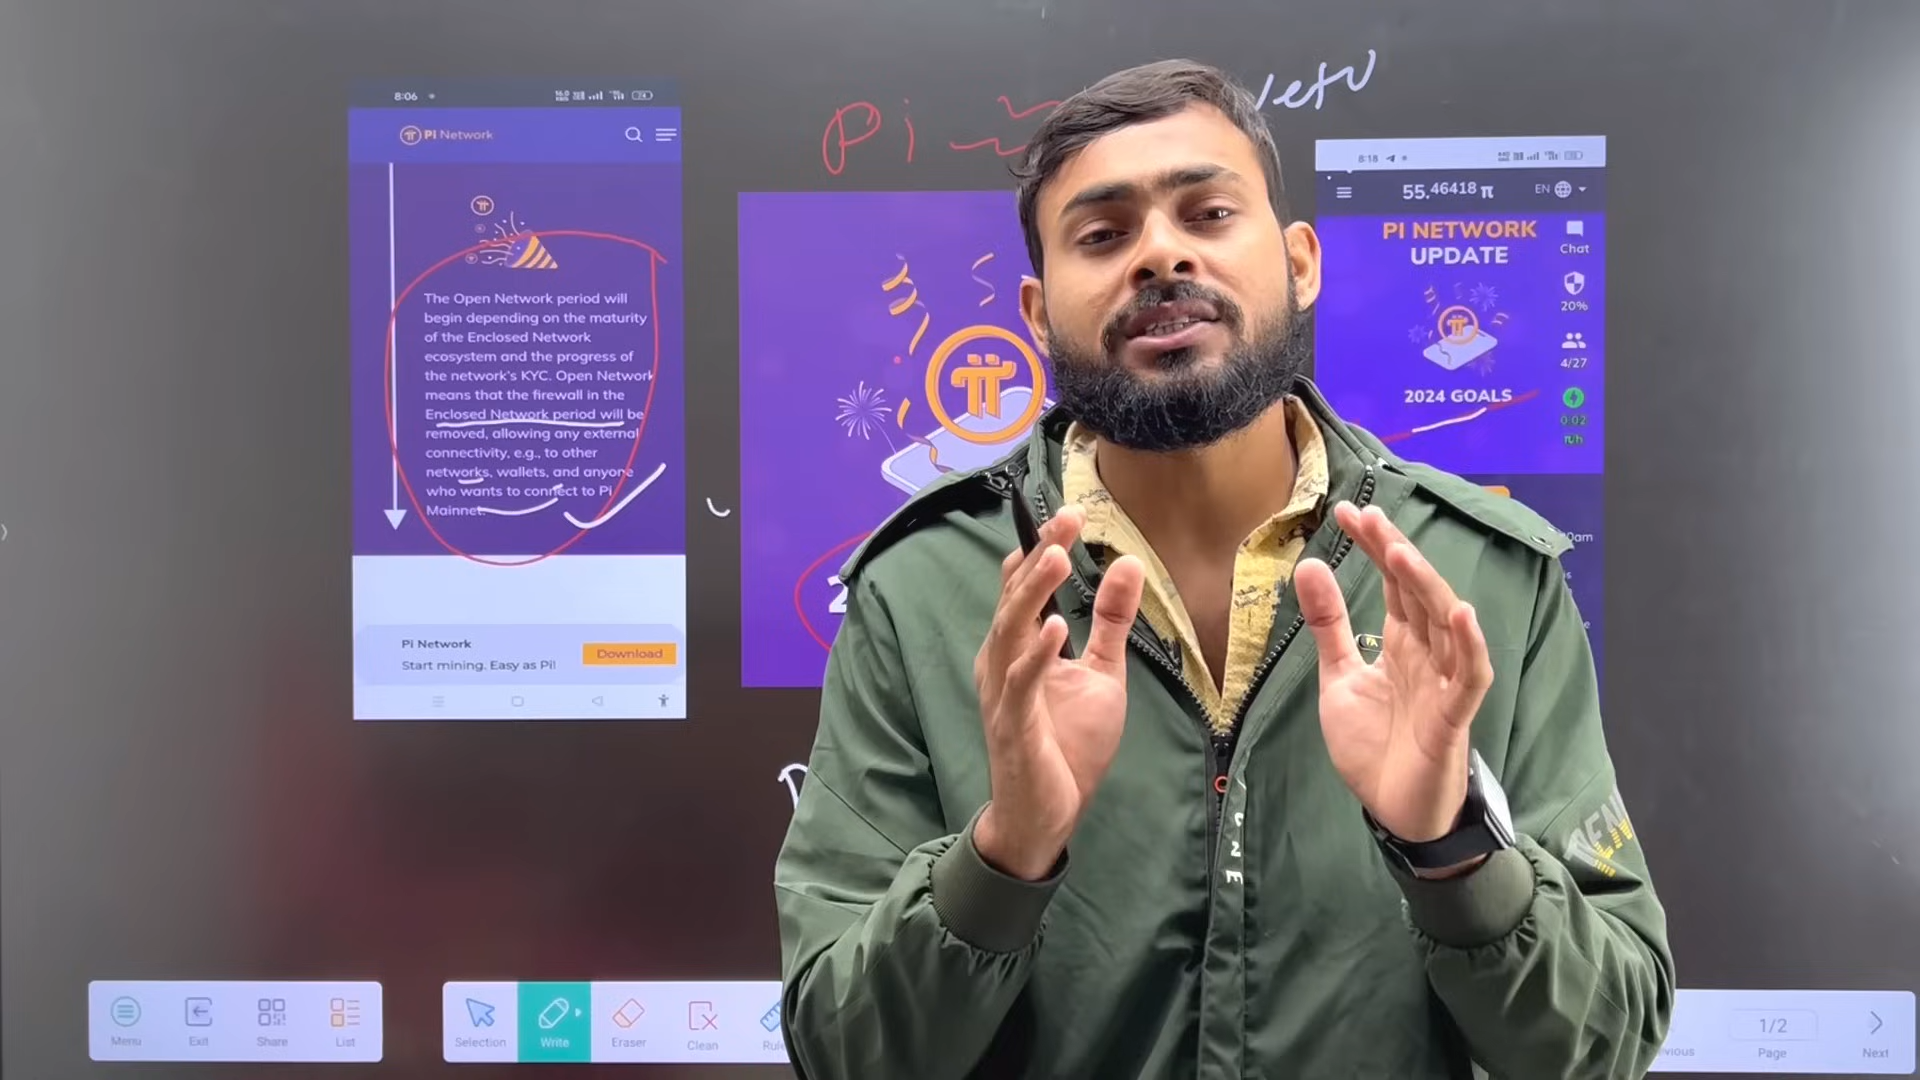 Pi
8:06
PI Network
The Open Network period will
begin depending on the maturity
of the Enclosed Network
ecosystem and the progress of
the network's KYC. Open Network
means that the firewall in the
Enclosed Network period will be
removed, allowing any external
connectivity, e.g., to other
networks, wallets, and anyone
who wants to connect to Pi
Mainnet.
Pi Network
Start mining. Easy as Pi!
Download
2
8:18
55.46418 π
EN
PI NETWORK
UPDATE
Chat
20%
4/27
2024 GOALS
0:02
π/h
0am
Menu
Exit
Share
List
Selection
Write
Eraser
Clean
Rul
evious
1/2
Page
Next